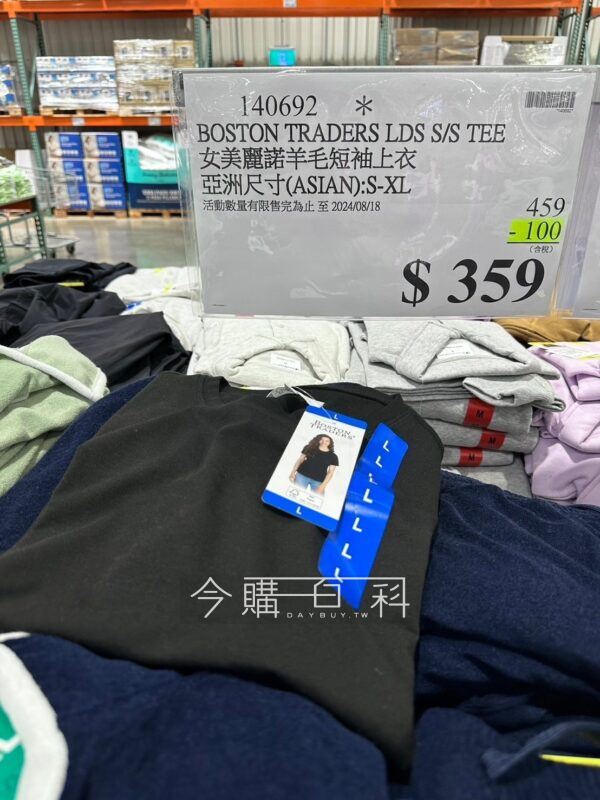 140692 *
BOSTON TRADERS LDS S/S TEE
女美麗諾羊毛短袖上衣
亞洲尺寸(ASIAN):S-XL
活動數量有限售完為止 至 2024/08/18
459
- 100
(含稅)
$ 359
L
BOSTON
TRADERS
L
L
L
L
L
L
L
M
M
M
今購百科
DAYBUY.TW